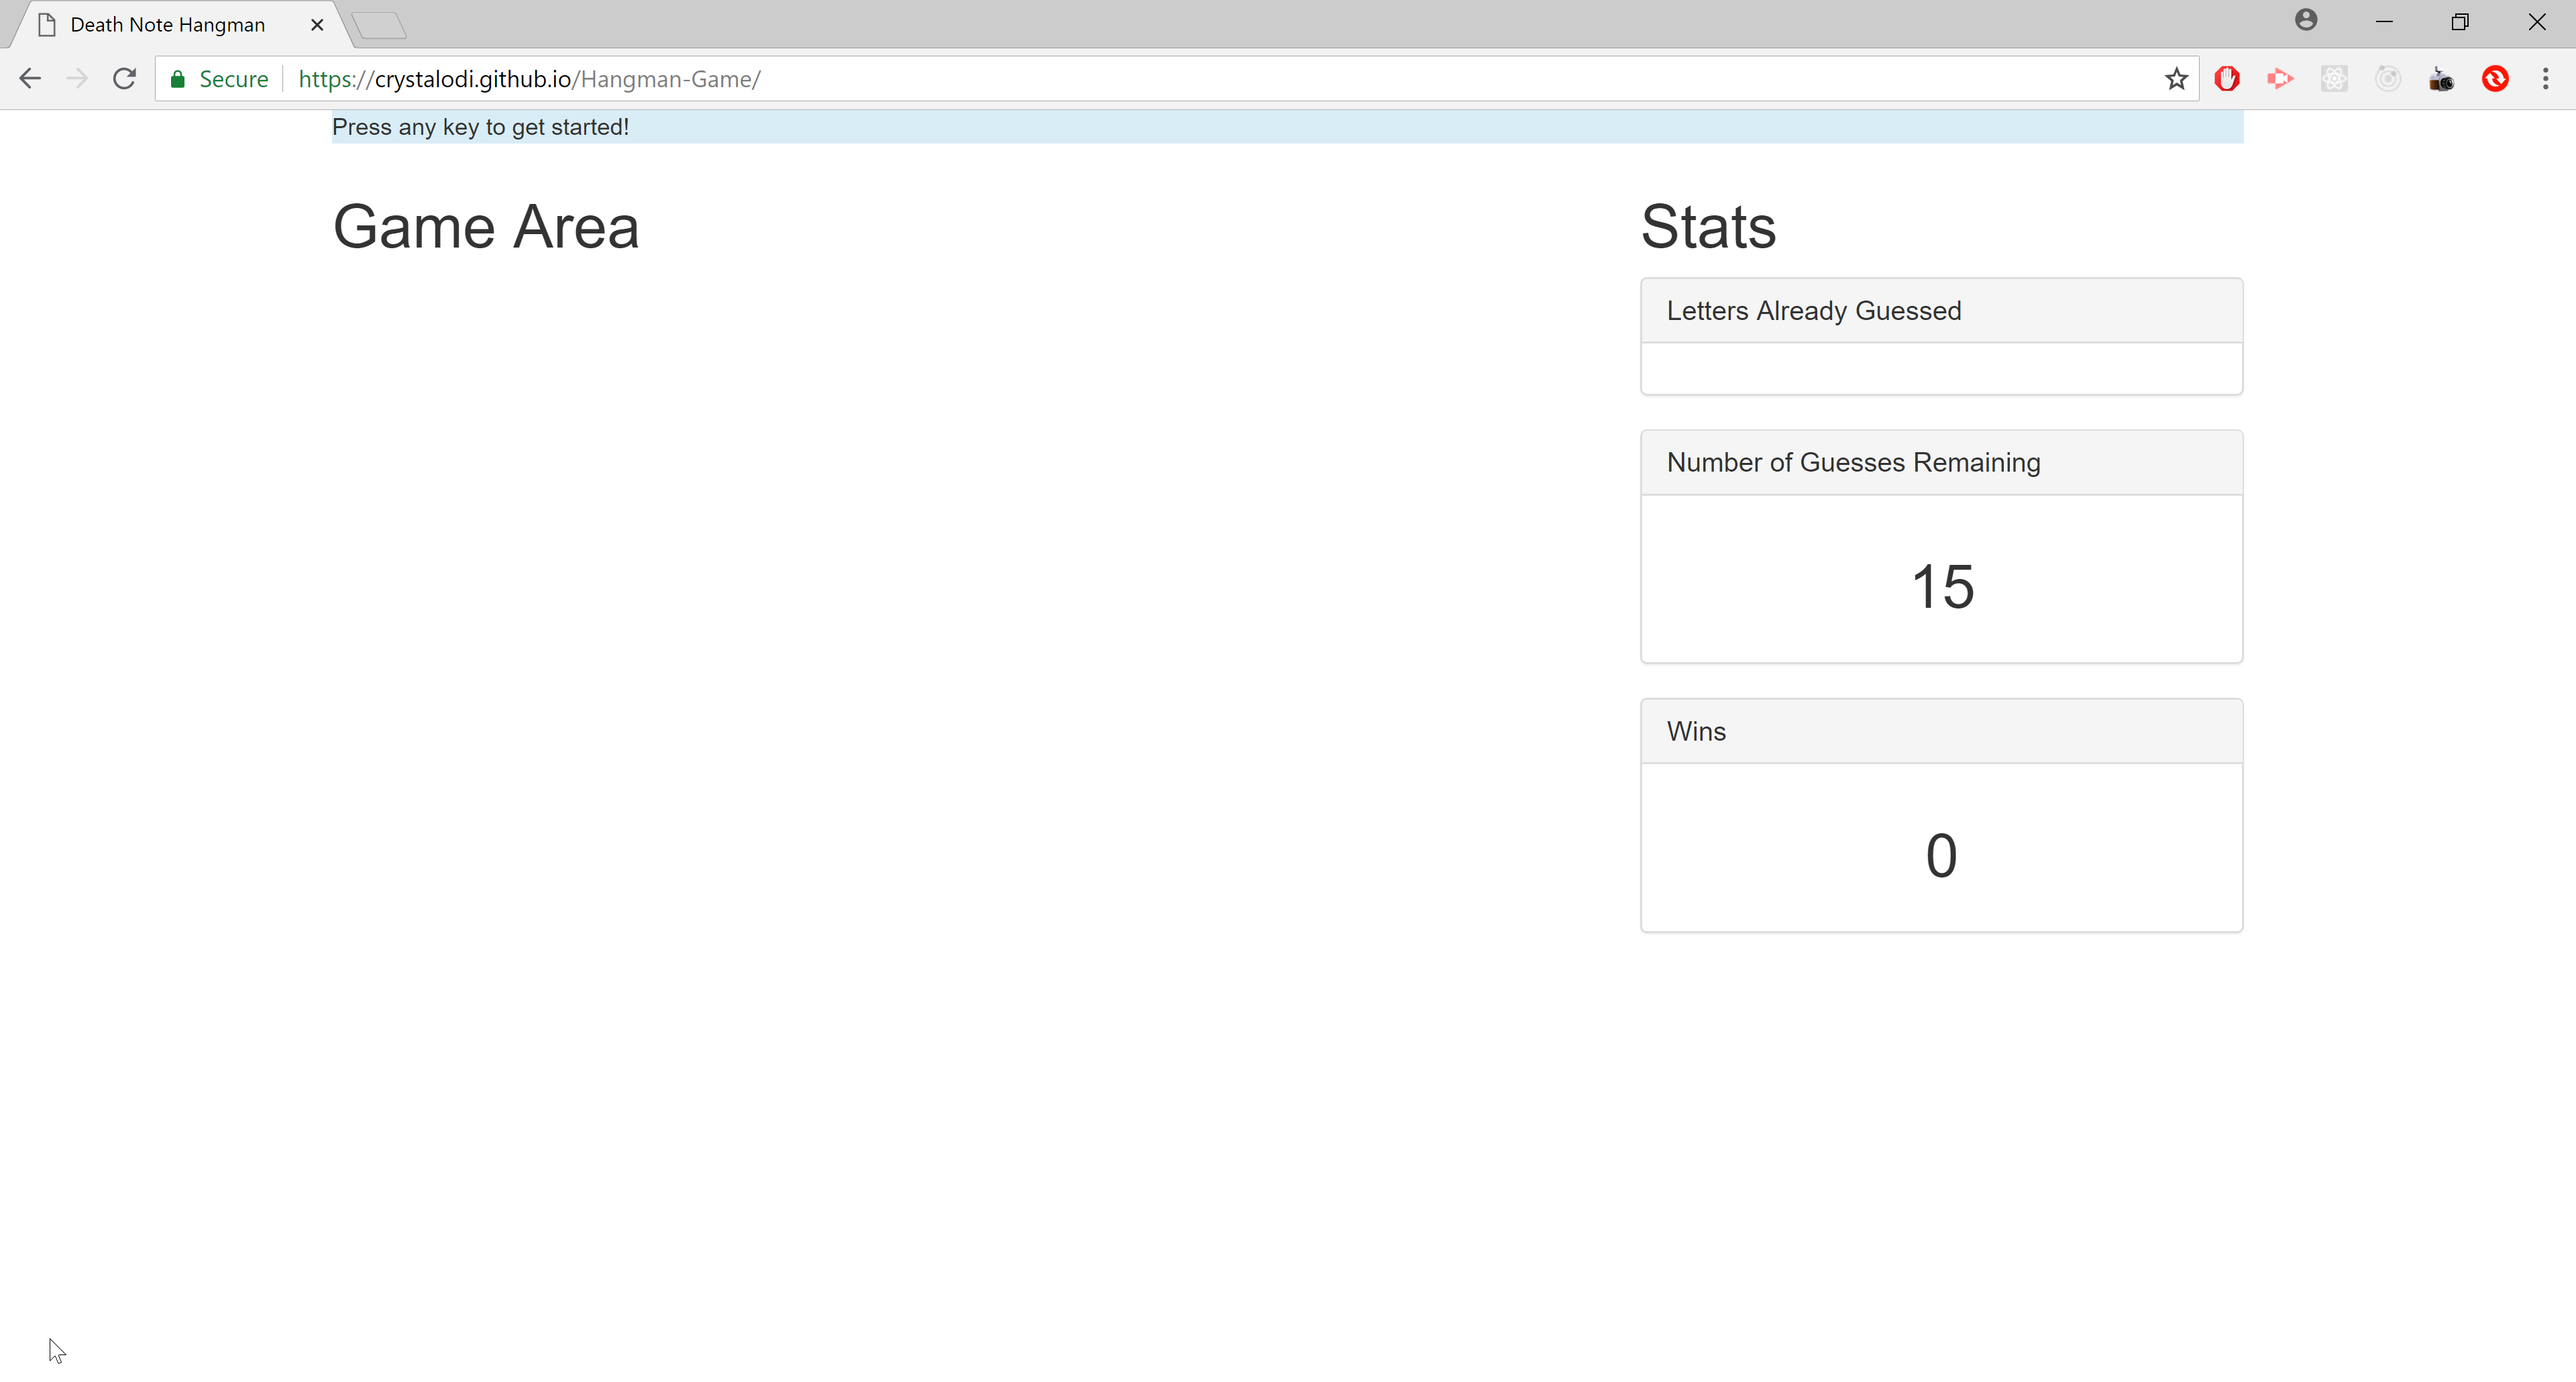 Death Note Hangman
Secure https://crystalodi.github.io/Hangman-Game/
Press any key to get started!
Game Area
Stats
Letters Already Guessed
Number of Guesses Remaining
15
Wins
0